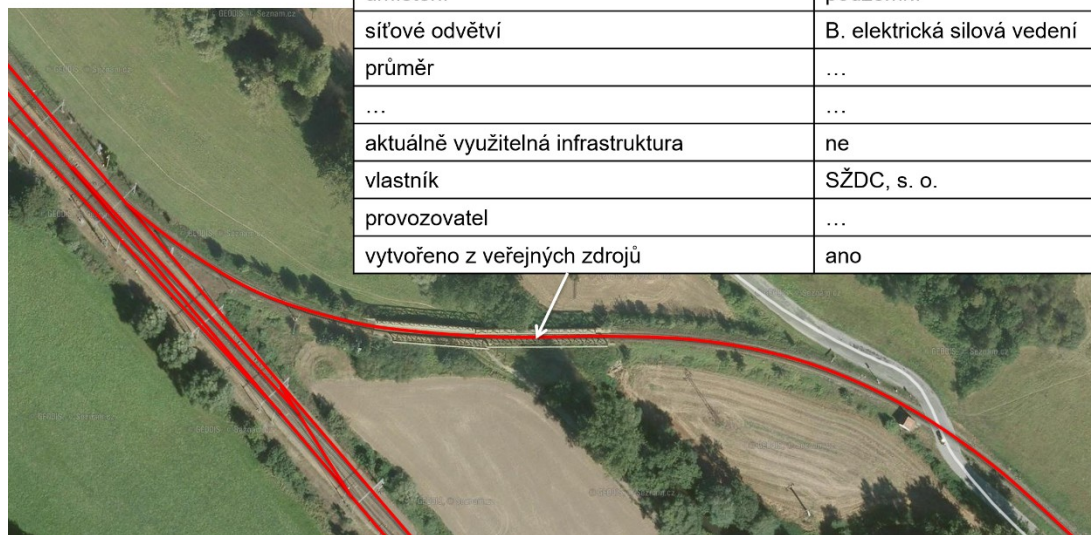 síťové odvětví B. elektrická silová vedení
průměr …
… …
aktuálně využitelná infrastruktura ne
vlastník SŽDC, s. o.
provozovatel …
vytvořeno z veřejných zdrojů ano